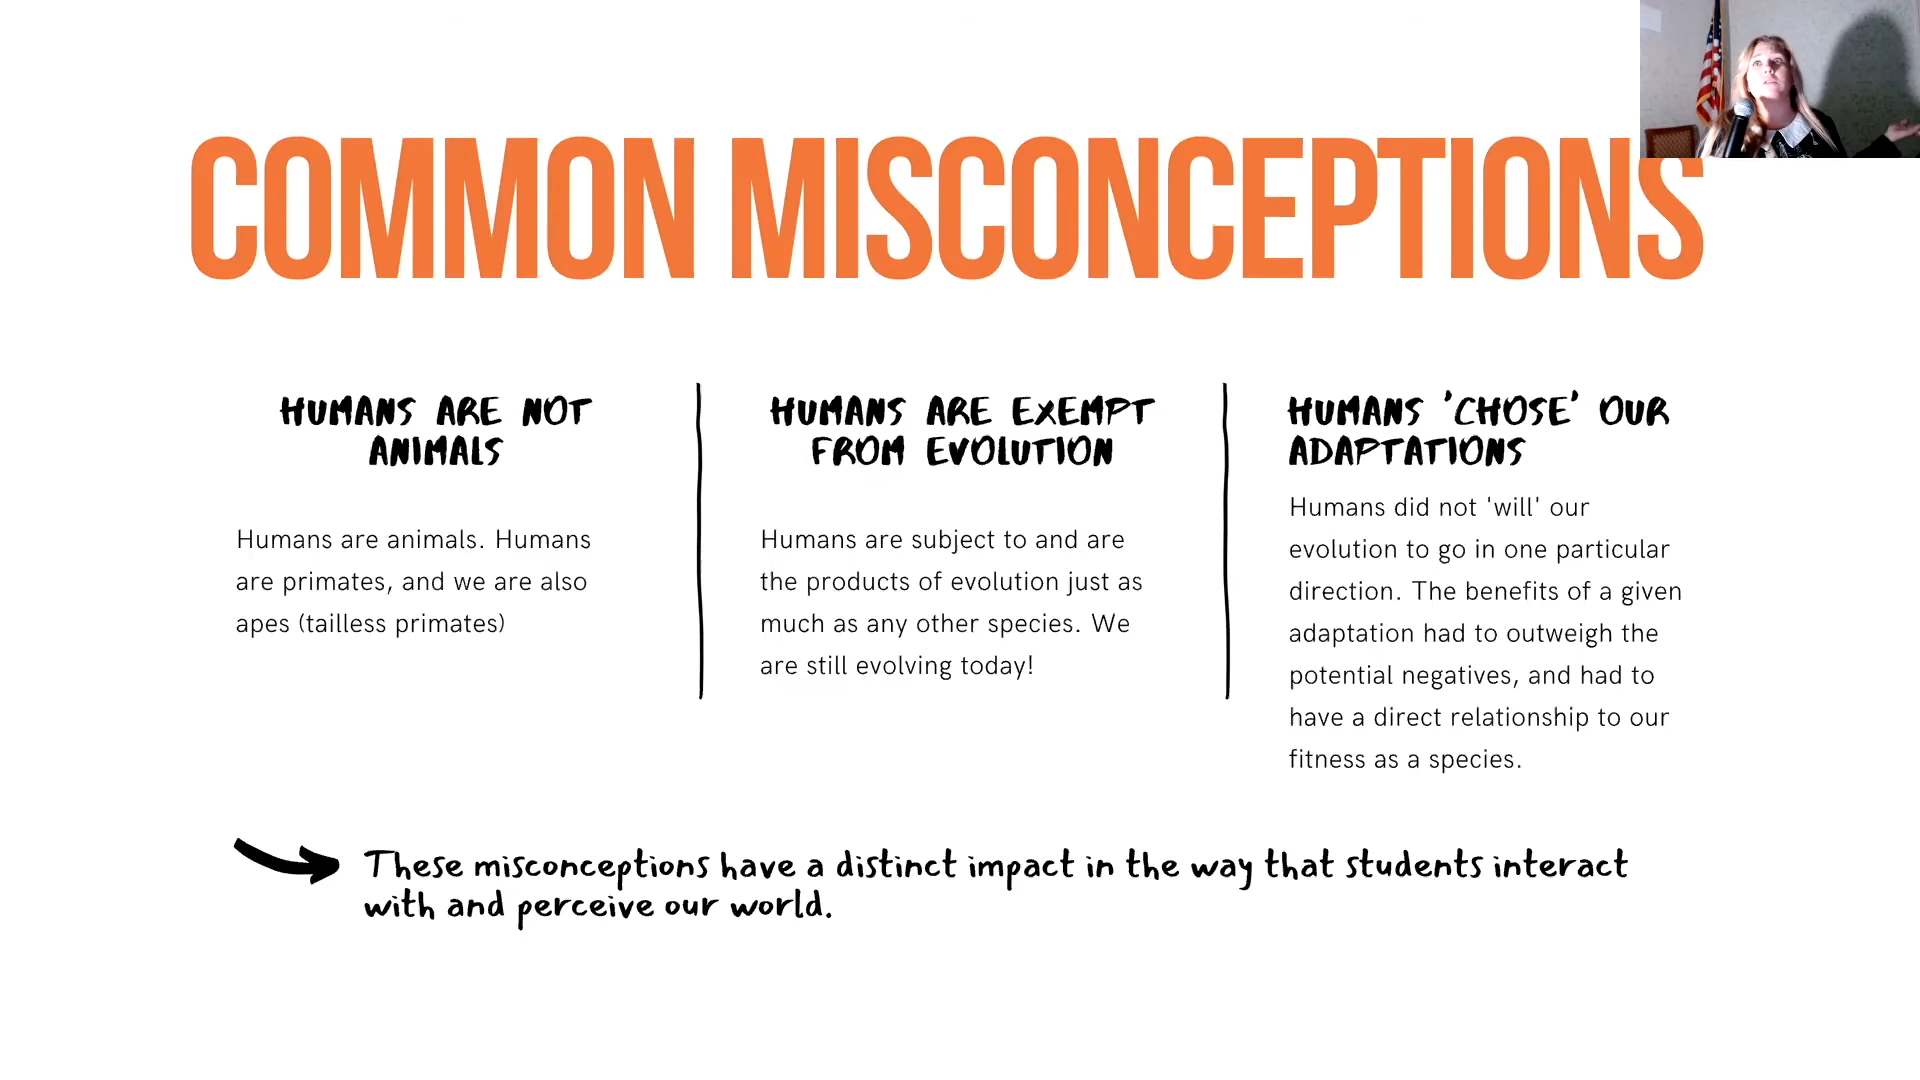 COMMON MISCONCEPTIONS
HUMANS ARE NOT
ANIMALS
Humans are animals. Humans
are primates, and we are also
apes (tailless primates)
HUMANS ARE EXEMPT
FROM EVOLUTION
Humans are subject to and are
the products of evolution just as
much as any other species. We
are still evolving today!
HUMANS 'CHOSE' OUR
ADAPTATIONS
Humans did not 'will' our
evolution to go in one particular
direction. The benefits of a given
adaptation had to outweigh the
potential negatives, and had to
have a direct relationship to our
fitness as a species.
These misconceptions have a distinct impact in the way that students interact
with and perceive our world.